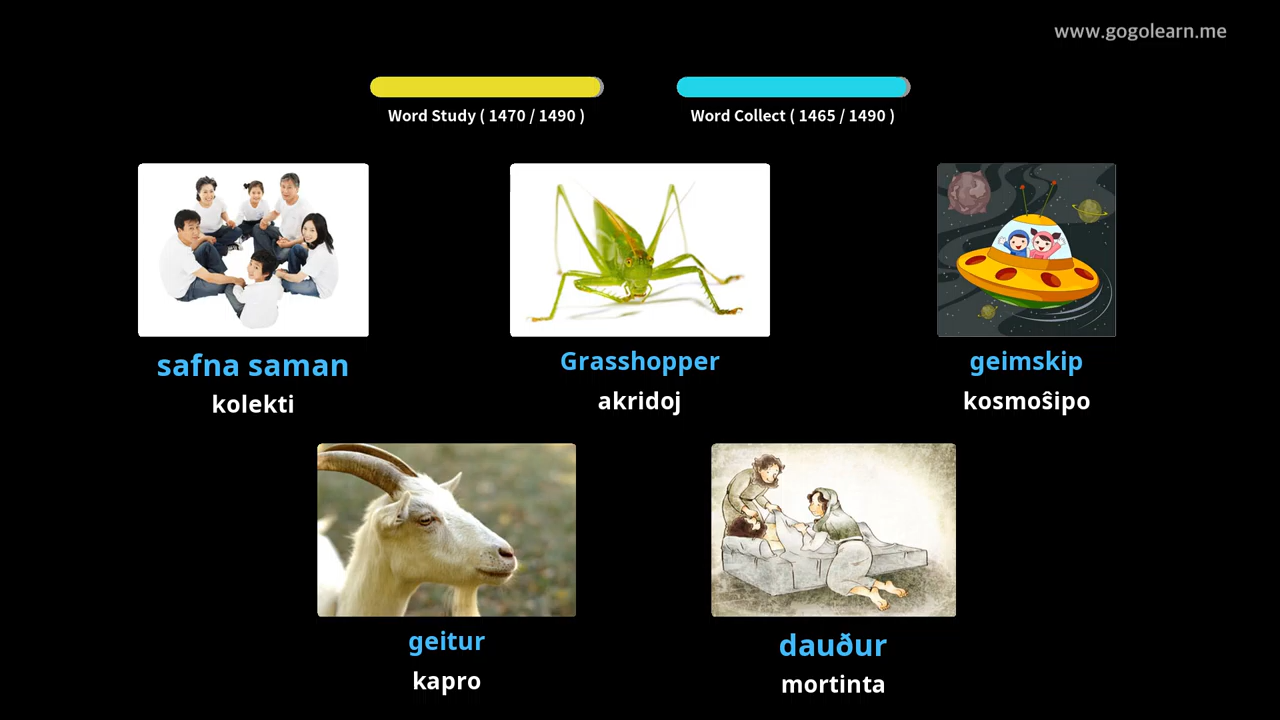 www.gogolearn.me
Word Study ( 1470 / 1490 )
Word Collect ( 1465 / 1490 )
safna saman
kolekti
Grasshopper
akridoj
geimskip
kosmoŝipo
geitur
kapro
dauður
mortinta